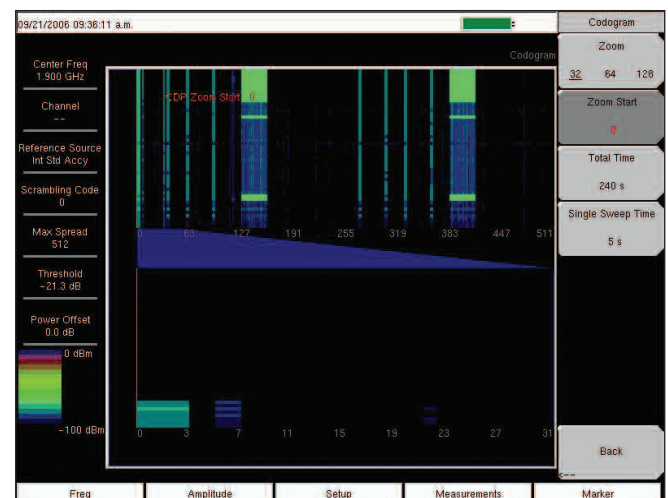 09/21/2006 09:36:11 a.m.
Codogram
Codogram
Center Freq
1.900 GHz
Channel
--
Reference Source
Int Std Accy
Scrambling Code
0
Max Spread
512
Threshold
-21.3 dB
Power Offset
0.0 dB
0 dBm
-100 dBm
CDP Zoom Start 0
0 63 127 191 255 319 383 447 511
0 3 7 11 15 19 23 27 31
Zoom
32 64 128
Zoom Start
0
Total Time
240 s
Single Sweep Time
5 s
Back
<--
Freq Amplitude Setup Measurements Marker